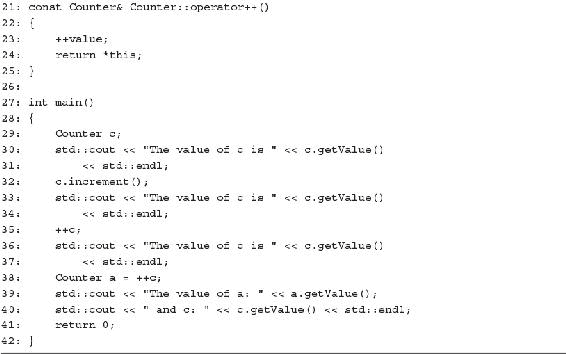 21: const Counter& Counter::operator++()
22: {
23:     ++value;
24:     return *this;
25: }
26:
27: int main()
28: {
29:     Counter c;
30:     std::cout << "The value of c is " << c.getValue()
31:         << std::endl;
32:     c.increment();
33:     std::cout << "The value of c is " << c.getValue()
34:         << std::endl;
35:     ++c;
36:     std::cout << "The value of c is " << c.getValue()
37:         << std::endl;
38:     Counter a = ++c;
39:     std::cout << "The value of a: " << a.getValue();
40:     std::cout << " and c: " << c.getValue() << std::endl;
41:     return 0;
42: }